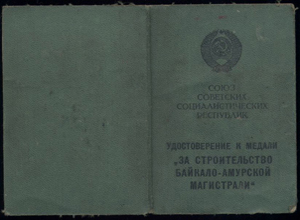 СОЮЗ
СОВЕТСКИХ
СОЦИАЛИСТИЧЕСКИХ
РЕСПУБЛИК
УДОСТОВЕРЕНИЕ К МЕДАЛИ
„ЗА СТРОИТЕЛЬСТВО
БАЙКАЛО-АМУРСКОЙ
МАГИСТРАЛИ“